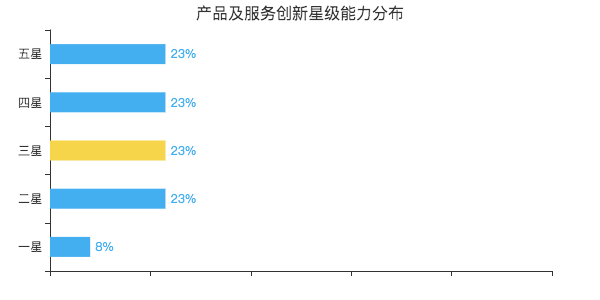 产品及服务创新星级能力分布
五星 23%
四星 23%
三星 23%
二星 23%
一星 8%